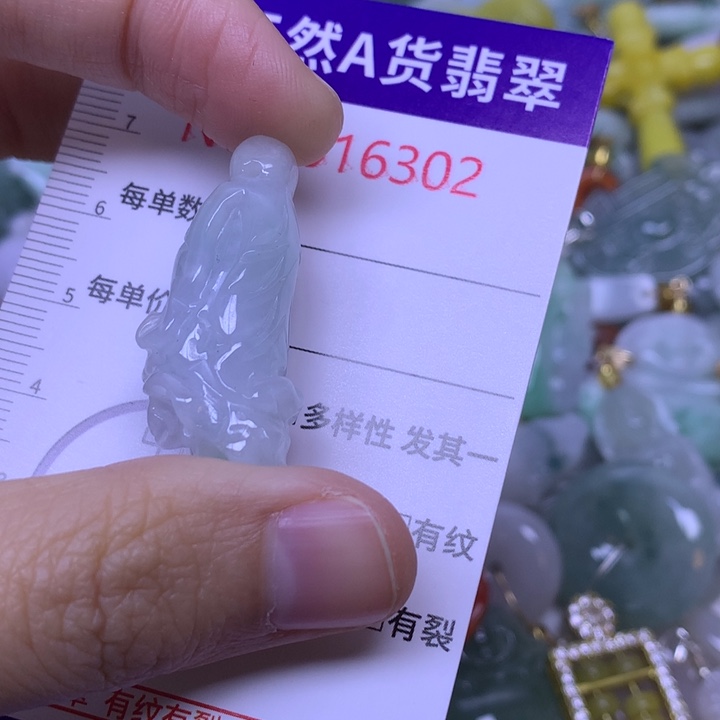 然A货翡翠
16302
7
每单数
6
每单价
5
多样性 发其一
4
有纹
有裂
有纹有裂